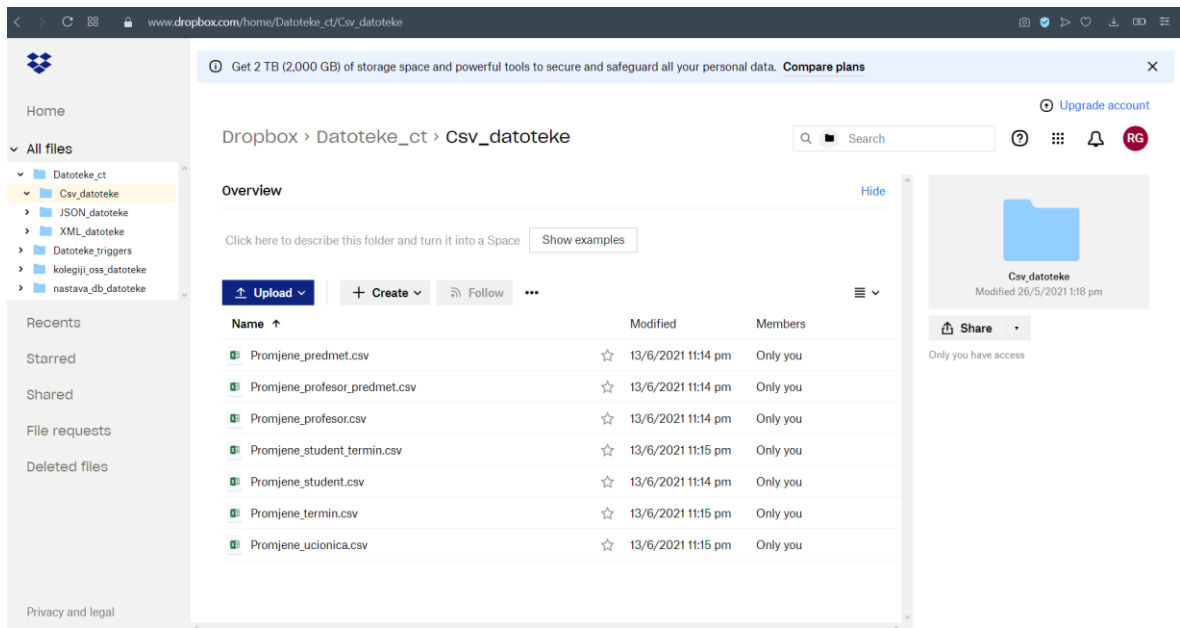 www.dropbox.com/home/Datoteke_ct/Csv_datoteke
Get 2 TB (2,000 GB) of storage space and powerful tools to secure and safeguard all your personal data. Compare plans
Home
All files
Datoteke_ct
Csv_datoteke
JSON_datoteke
XML_datoteke
Datoteke_triggers
kolegiji_oss_datoteke
nastava_db_datoteke
Recents
Starred
Shared
File requests
Deleted files
Privacy and legal
Upgrade account
Dropbox › Datoteke_ct › Csv_datoteke
Search
RG
Overview
Hide
Click here to describe this folder and turn it into a Space Show examples
Upload Create Follow
Name Modified Members
Promjene_predmet.csv 13/6/2021 11:14 pm Only you
Promjene_profesor_predmet.csv 13/6/2021 11:14 pm Only you
Promjene_profesor.csv 13/6/2021 11:14 pm Only you
Promjene_student_termin.csv 13/6/2021 11:15 pm Only you
Promjene_student.csv 13/6/2021 11:14 pm Only you
Promjene_termin.csv 13/6/2021 11:15 pm Only you
Promjene_ucionica.csv 13/6/2021 11:15 pm Only you
Csv_datoteke
Modified 26/5/2021 1:18 pm
Share
Only you have access